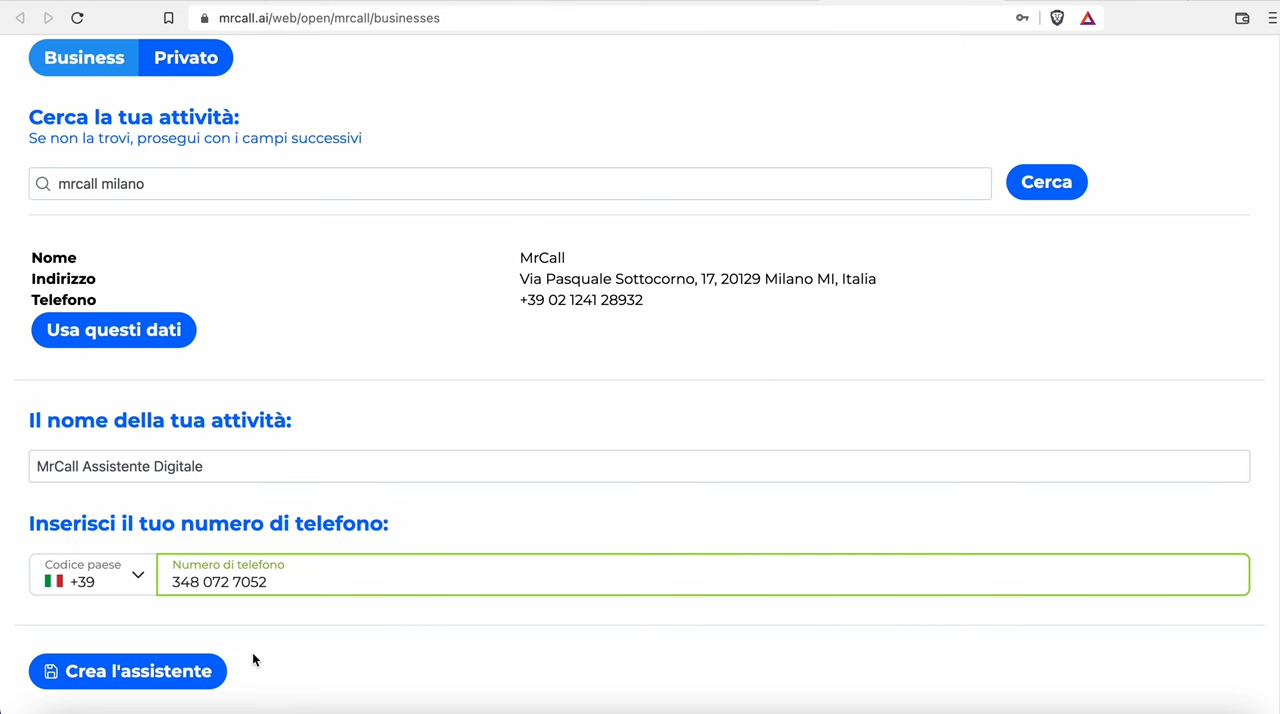 mrcall.ai/web/open/mrcall/businesses
Business Privato
Cerca la tua attività:
Se non la trovi, prosegui con i campi successivi
mrcall milano Cerca
Nome MrCall
Indirizzo Via Pasquale Sottocorno, 17, 20129 Milano MI, Italia
Telefono +39 02 1241 28932
Usa questi dati
Il nome della tua attività:
MrCall Assistente Digitale
Inserisci il tuo numero di telefono:
Codice paese Numero di telefono
+39 348 072 7052
Crea l'assistente